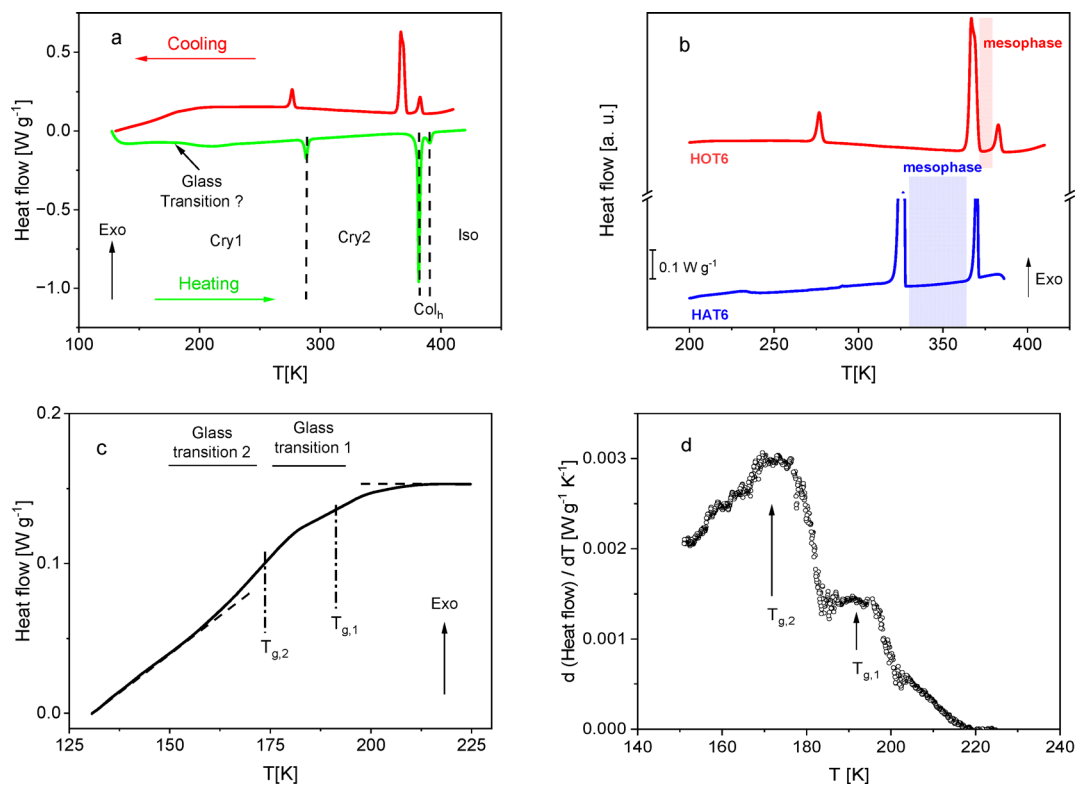 a
Cooling
0.5
0.0
−0.5
−1.0
Heat flow [W g⁻¹]
Glass
Transition ?
Exo
Cry1
Cry2
Iso
Heating
Colₕ
100
200
300
400
T[K]
b
mesophase
HOT6
mesophase
0.1 W g⁻¹
Exo
HAT6
Heat flow [a. u.]
200
250
300
350
400
T[K]
c
Glass
transition 2
Glass
transition 1
0.2
0.1
0.0
Heat flow [W g⁻¹]
Exo
T_g,1
T_g,2
125
150
175
200
225
T[K]
d
0.003
0.002
0.001
0.000
d (Heat flow) / dT [W g⁻¹ K⁻¹]
T_g,2
T_g,1
140
160
180
200
220
240
T [K]